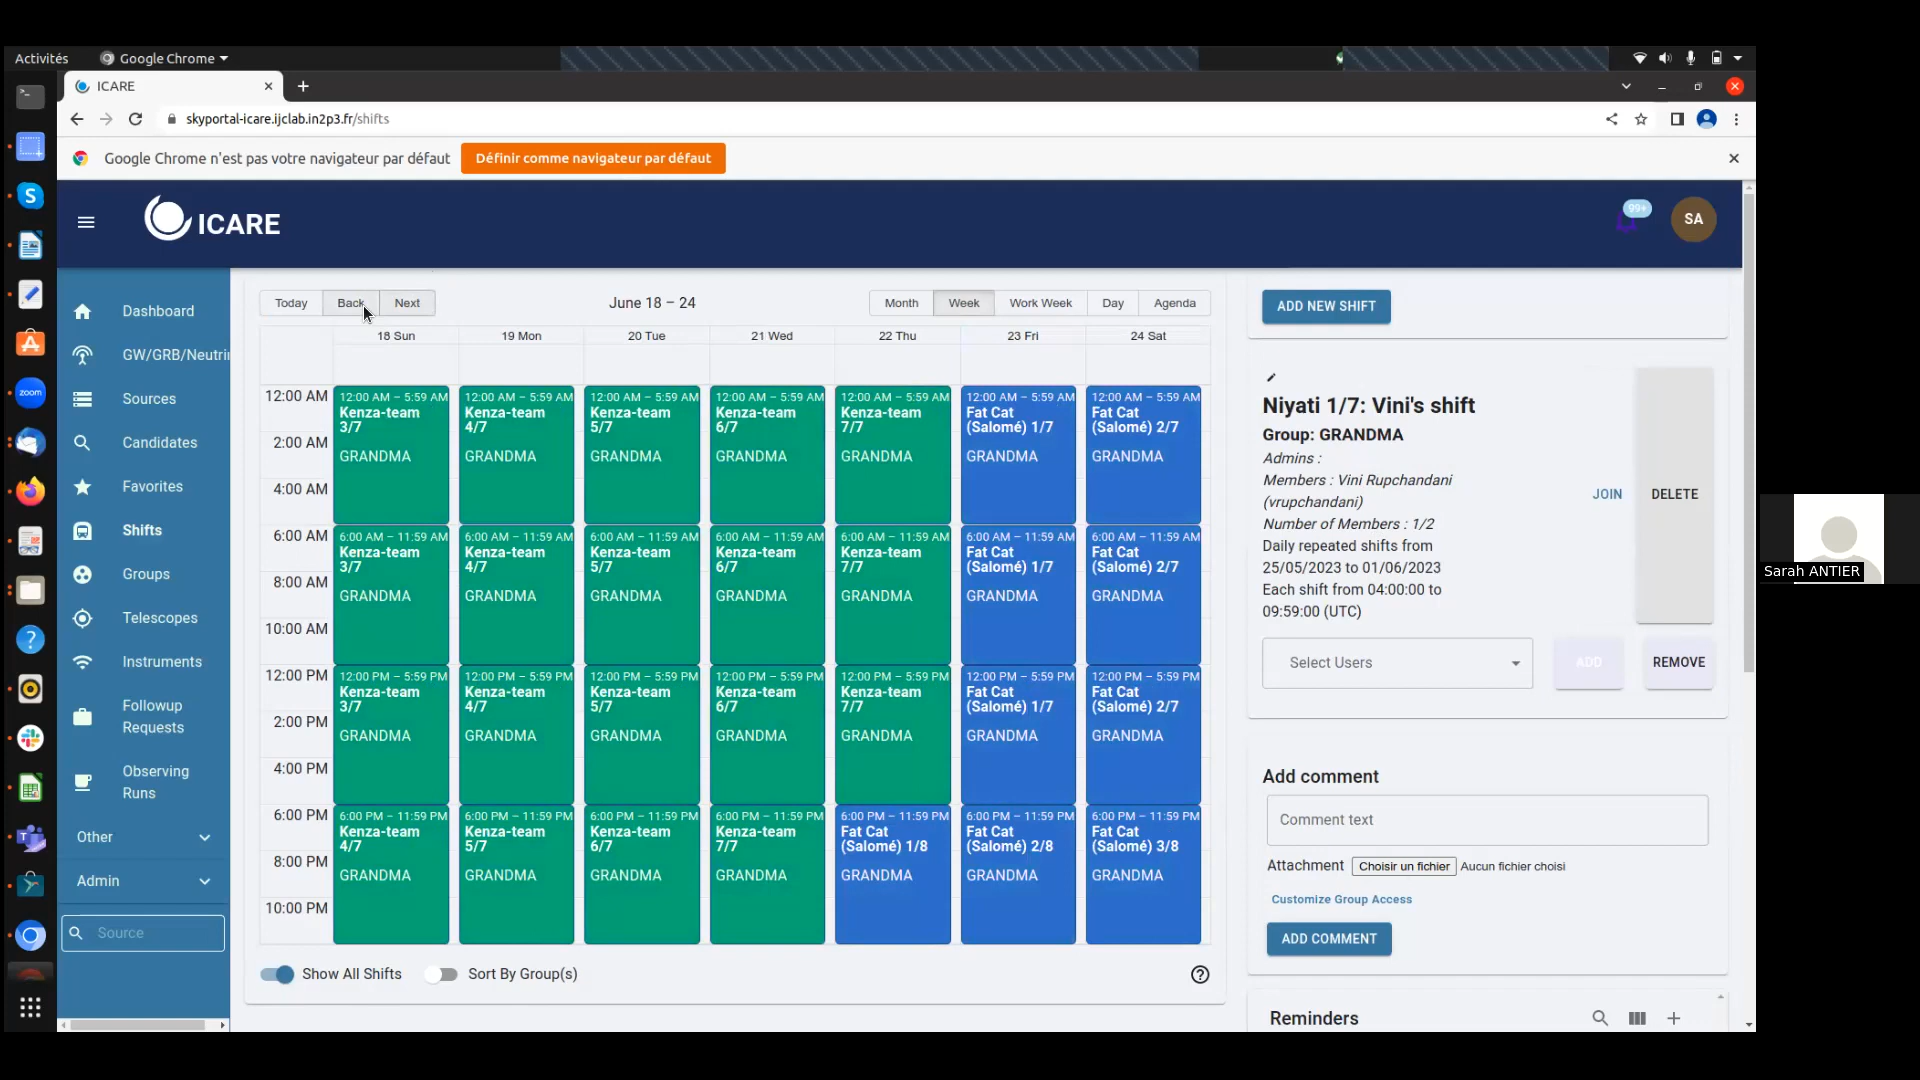 Activités
Google Chrome
ICARE
skyportal-icare.ijclab.in2p3.fr/shifts
Google Chrome n'est pas votre navigateur par défaut
Définir comme navigateur par défaut
ICARE
99+
SA
Dashboard
GW/GRB/Neutri
Sources
Candidates
Favorites
Shifts
Groups
Telescopes
Instruments
Followup
Requests
Observing
Runs
Other
Admin
Source
Today
Back
Next
June 18 – 24
Month
Week
Work Week
Day
Agenda
18 Sun
19 Mon
20 Tue
21 Wed
22 Thu
23 Fri
24 Sat
12:00 AM
2:00 AM
4:00 AM
6:00 AM
8:00 AM
10:00 AM
12:00 PM
2:00 PM
4:00 PM
6:00 PM
8:00 PM
10:00 PM
12:00 AM – 5:59 AM
Kenza-team
3/7
GRANDMA
6:00 AM – 11:59 AM
Kenza-team
3/7
GRANDMA
12:00 PM – 5:59 PM
Kenza-team
3/7
GRANDMA
6:00 PM – 11:59 PM
Kenza-team
4/7
GRANDMA
12:00 AM – 5:59 AM
Kenza-team
4/7
GRANDMA
6:00 AM – 11:59 AM
Kenza-team
4/7
GRANDMA
12:00 PM – 5:59 PM
Kenza-team
4/7
GRANDMA
6:00 PM – 11:59 PM
Kenza-team
5/7
GRANDMA
12:00 AM – 5:59 AM
Kenza-team
5/7
GRANDMA
6:00 AM – 11:59 AM
Kenza-team
5/7
GRANDMA
12:00 PM – 5:59 PM
Kenza-team
5/7
GRANDMA
6:00 PM – 11:59 PM
Kenza-team
6/7
GRANDMA
12:00 AM – 5:59 AM
Kenza-team
6/7
GRANDMA
6:00 AM – 11:59 AM
Kenza-team
6/7
GRANDMA
12:00 PM – 5:59 PM
Kenza-team
6/7
GRANDMA
6:00 PM – 11:59 PM
Kenza-team
7/7
GRANDMA
12:00 AM – 5:59 AM
Kenza-team
7/7
GRANDMA
6:00 AM – 11:59 AM
Kenza-team
7/7
GRANDMA
12:00 PM – 5:59 PM
Kenza-team
7/7
GRANDMA
6:00 PM – 11:59 PM
Fat Cat
(Salomé) 1/8
GRANDMA
12:00 AM – 5:59 AM
Fat Cat
(Salomé) 1/7
GRANDMA
6:00 AM – 11:59 AM
Fat Cat
(Salomé) 1/7
GRANDMA
12:00 PM – 5:59 PM
Fat Cat
(Salomé) 1/7
GRANDMA
6:00 PM – 11:59 PM
Fat Cat
(Salomé) 2/8
GRANDMA
12:00 AM – 5:59 AM
Fat Cat
(Salomé) 2/7
GRANDMA
6:00 AM – 11:59 AM
Fat Cat
(Salomé) 2/7
GRANDMA
12:00 PM – 5:59 PM
Fat Cat
(Salomé) 2/7
GRANDMA
6:00 PM – 11:59 PM
Fat Cat
(Salomé) 3/8
GRANDMA
Show All Shifts
Sort By Group(s)
ADD NEW SHIFT
Niyati 1/7: Vini's shift
Group: GRANDMA
Admins :
Members : Vini Rupchandani
(vrupchandani)
Number of Members : 1/2
Daily repeated shifts from
25/05/2023 to 01/06/2023
Each shift from 04:00:00 to
09:59:00 (UTC)
JOIN
DELETE
Select Users
ADD
REMOVE
Add comment
Comment text
Attachment
Choisir un fichier
Aucun fichier choisi
Customize Group Access
ADD COMMENT
Reminders
zoom
Sarah ANTIER